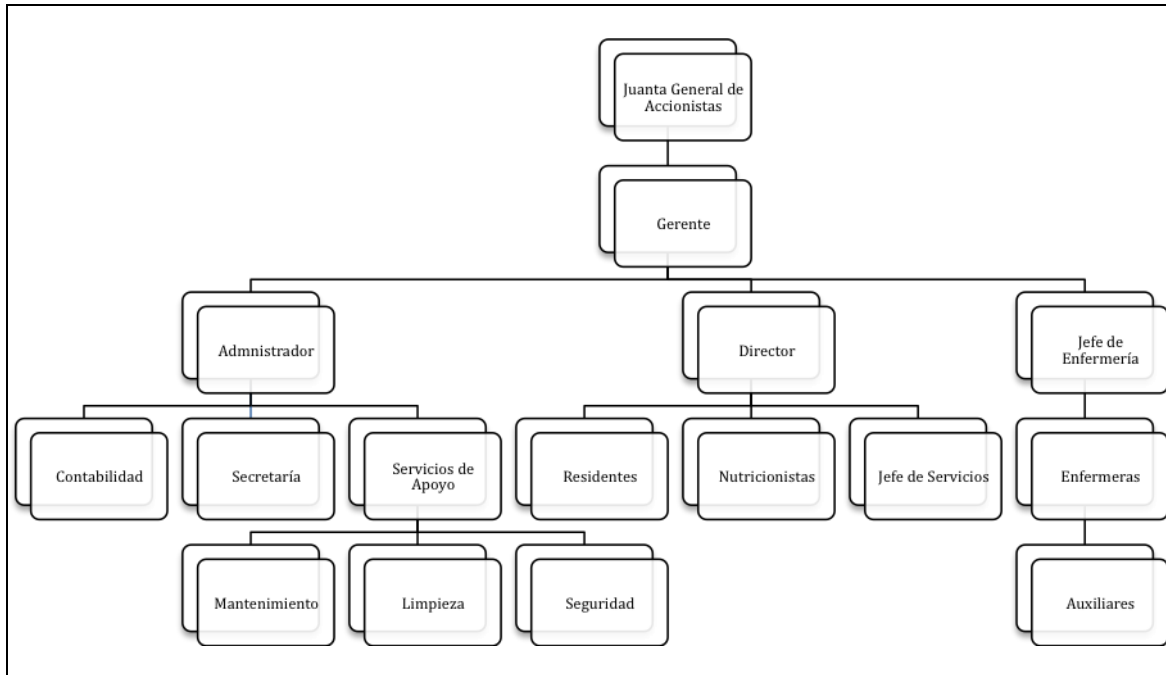 Juanta General de
Accionistas
Gerente
Admnistrador
Director
Jefe de
Enfermería
Contabilidad
Secretaría
Servicios de
Apoyo
Residentes
Nutricionistas
Jefe de Servicios
Enfermeras
Mantenimiento
Limpieza
Seguridad
Auxiliares